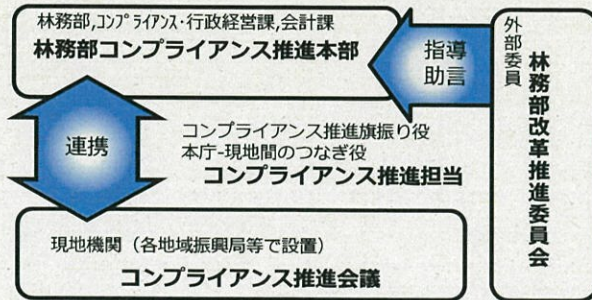 林務部,コンプライアンス・行政経営課,会計課
林務部コンプライアンス推進本部
指導
助言
外部委員
林務部改革推進委員会
連携
コンプライアンス推進旗振り役
本庁-現地間のつなぎ役
コンプライアンス推進担当
現地機関（各地域振興局等で設置）
コンプライアンス推進会議